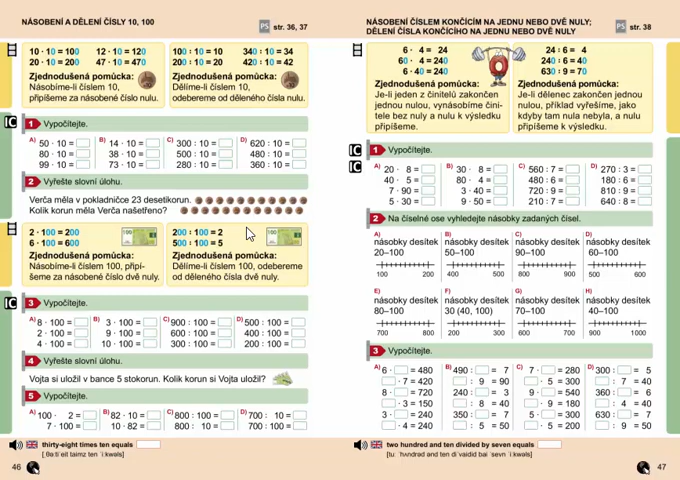 NÁSOBENÍ A DĚLENÍ ČÍSLY 10, 100
PS str. 36, 37
10 · 10 = 100 12 · 10 = 120
20 · 10 = 200 47 · 10 = 470
Zjednodušená pomůcka:
Násobíme-li číslem 10,
připíšeme za násobené číslo nulu.
100 : 10 = 10 340 : 10 = 34
200 : 10 = 20 420 : 10 = 42
Zjednodušená pomůcka:
Dělíme-li číslem 10,
odebereme od děleného čísla nulu.
1 Vypočítejte.
A) 50 · 10 = B) 14 · 10 = C) 300 : 10 = D) 620 : 10 =
80 · 10 = 38 · 10 = 500 : 10 = 480 : 10 =
99 · 10 = 73 · 10 = 280 : 10 = 360 : 10 =
2 Vyřešte slovní úlohu.
Verča měla v pokladničce 23 desetikorun.
Kolik korun měla Verča našetřeno?
2 · 100 = 200
6 · 100 = 600
Zjednodušená pomůcka:
Násobíme-li číslem 100, připí-
šeme za násobené číslo dvě nuly.
200 : 100 = 2
500 : 100 = 5
Zjednodušená pomůcka:
Dělíme-li číslem 100, odebereme
od děleného čísla dvě nuly.
3 Vypočítejte.
A) 8 · 100 = B) 3 · 100 = C) 900 : 100 = D) 500 : 100 =
2 · 100 = 9 · 100 = 600 : 100 = 400 : 100 =
4 · 100 = 10 · 100 = 300 : 100 = 200 : 100 =
4 Vyřešte slovní úlohu.
Vojta si uložil v bance 5 stokorun. Kolik korun si Vojta uložil?
5 Vypočítejte.
A) 100 · 2 = B) 82 · 10 = C) 800 : 100 = D) 700 : 10 =
7 · 100 = 10 · 82 = 800 : 10 = 700 : 100 =
thirty-eight times ten equals
46
NÁSOBENÍ ČÍSLEM KONČÍCÍM NA JEDNU NEBO DVĚ NULY;
DĚLENÍ ČÍSLA KONČÍCÍHO NA JEDNU NEBO DVĚ NULY
PS str. 38
6 · 4 = 24
60 · 4 = 240
6 · 40 = 240
Zjednodušená pomůcka:
Je-li jeden z činitelů zakončen
jednou nulou, vynásobíme čini-
tele bez nuly a nulu k výsledku
připíšeme.
24 : 6 = 4
240 : 6 = 40
630 : 9 = 70
Zjednodušená pomůcka:
Je-li dělenec zakončen jednou
nulou, příklad vyřešíme, jako
kdyby tam nula nebyla, a nulu
k výsledku připíšeme.
1 Vypočítejte.
A) 20 · 8 = B) 30 · 8 = C) 560 : 7 = D) 270 : 3 =
40 · 5 = 80 · 4 = 480 : 6 = 180 : 6 =
7 · 90 = 3 · 40 = 720 : 9 = 810 : 9 =
5 · 30 = 9 · 50 = 210 : 7 = 640 : 8 =
2 Na číselné ose vyhledejte násobky zadaných čísel.
A) B) C) D)
násobky desítek násobky desítek násobky desítek násobky desítek
20–100 50–100 90–100 60–100
100 200 400 500 800 900 500 600
E) F) G) H)
násobky desítek násobky desítek násobky desítek násobky desítek
80–100 30 (40, 100) 70–100 40–100
700 800 200 300 600 700 900 1000
3 Vypočítejte.
A) 6 · = 480 B) 490 : = 7 C) 7 · = 280 D) 300 : = 5
· 7 = 420 : 9 = 90 · 5 = 300 : 7 = 40
8 · = 720 240 : = 3 9 · = 540 360 : = 6
· 3 = 150 : 8 = 40 · 9 = 180 : 4 = 40
3 · = 240 350 : = 7 5 · = 300 630 : = 7
· 4 = 240 : 5 = 50 · 5 = 200 : 9 = 50
two hundred and ten divided by seven equals
47